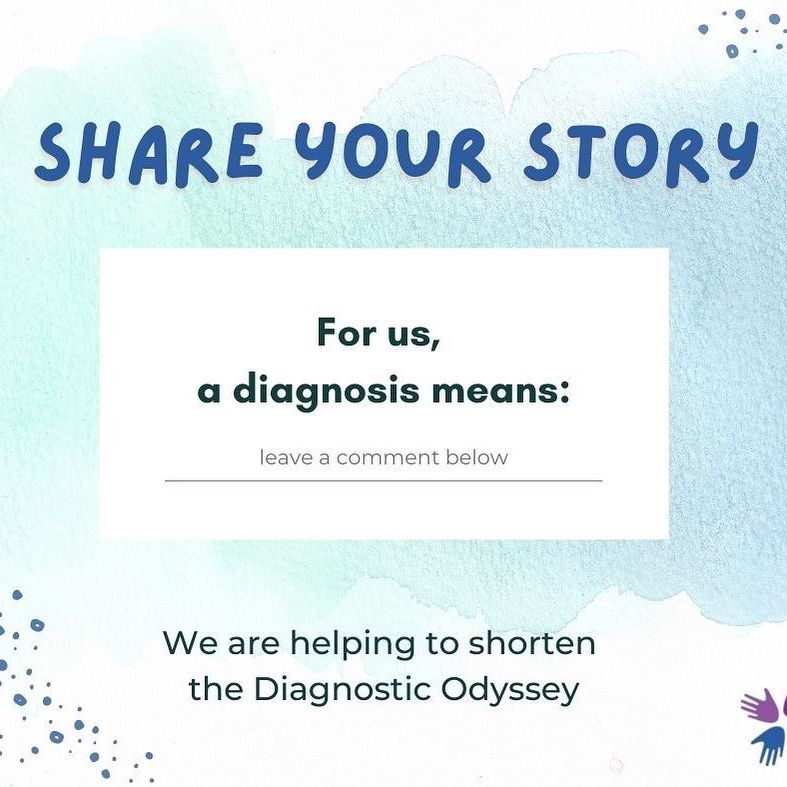 SHARE YOUR STORY
For us,
a diagnosis means:
leave a comment below
We are helping to shorten
the Diagnostic Odyssey